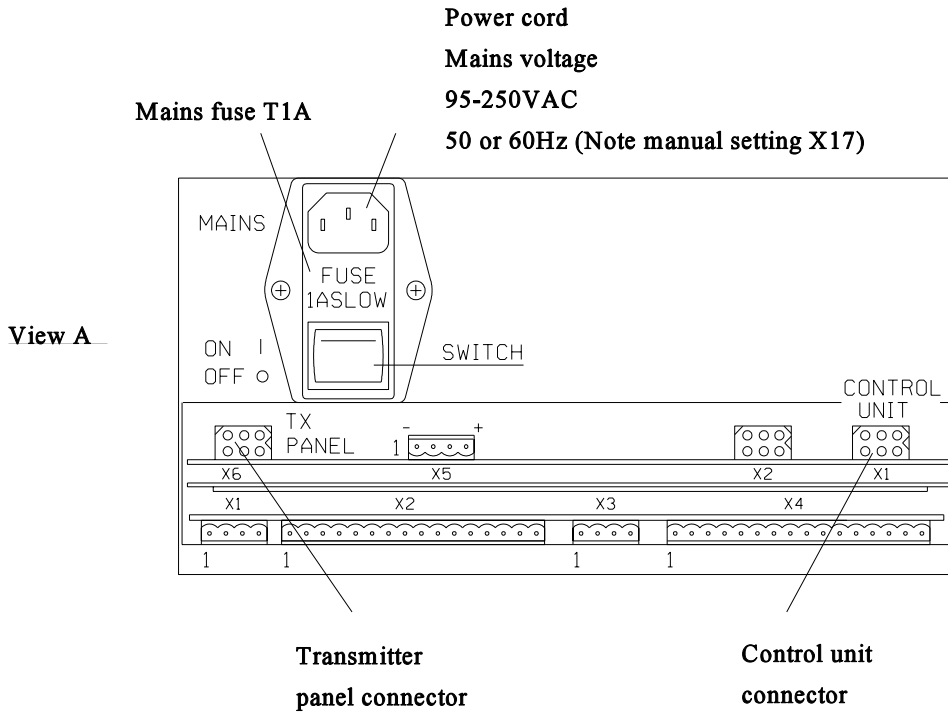 Power cord
Mains voltage
95-250VAC
50 or 60Hz (Note manual setting X17)
Mains fuse T1A
MAINS
FUSE
1ASLOW
View A
ON I
OFF O
SWITCH
CONTROL
UNIT
TX
PANEL
- +
1
X6 X5 X2 X1
X1 X2 X3 X4
1 1 1 1
Transmitter
panel connector
Control unit
connector